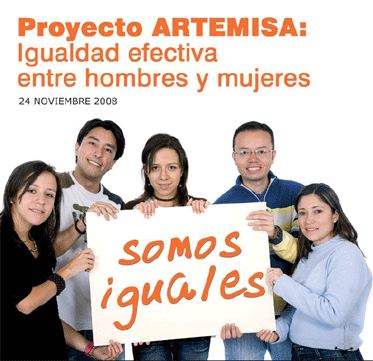 Proyecto ARTEMISA:
Igualdad efectiva
entre hombres y mujeres
24 NOVIEMBRE 2008
somos
iguales